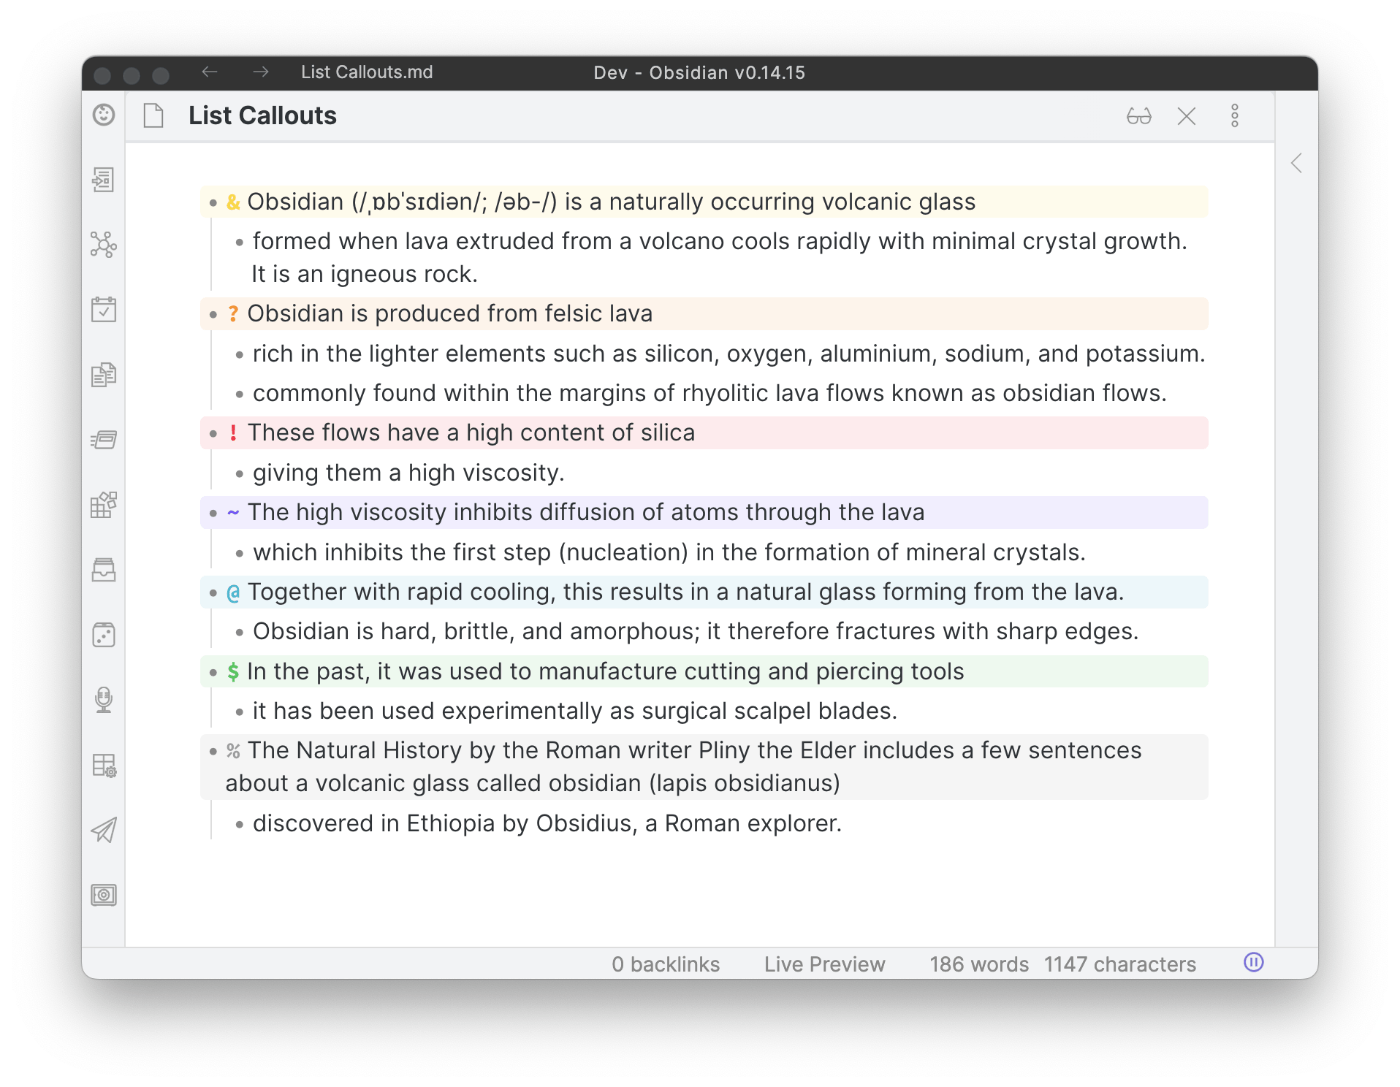 List Callouts.md
Dev - Obsidian v0.14.15
List Callouts
& Obsidian (/ˌɒbˈsɪdiən/; /əb-/) is a naturally occurring volcanic glass
formed when lava extruded from a volcano cools rapidly with minimal crystal growth.
It is an igneous rock.
? Obsidian is produced from felsic lava
rich in the lighter elements such as silicon, oxygen, aluminium, sodium, and potassium.
commonly found within the margins of rhyolitic lava flows known as obsidian flows.
! These flows have a high content of silica
giving them a high viscosity.
~ The high viscosity inhibits diffusion of atoms through the lava
which inhibits the first step (nucleation) in the formation of mineral crystals.
@ Together with rapid cooling, this results in a natural glass forming from the lava.
Obsidian is hard, brittle, and amorphous; it therefore fractures with sharp edges.
$ In the past, it was used to manufacture cutting and piercing tools
it has been used experimentally as surgical scalpel blades.
% The Natural History by the Roman writer Pliny the Elder includes a few sentences
about a volcanic glass called obsidian (lapis obsidianus)
discovered in Ethiopia by Obsidius, a Roman explorer.
0 backlinks Live Preview 186 words 1147 characters